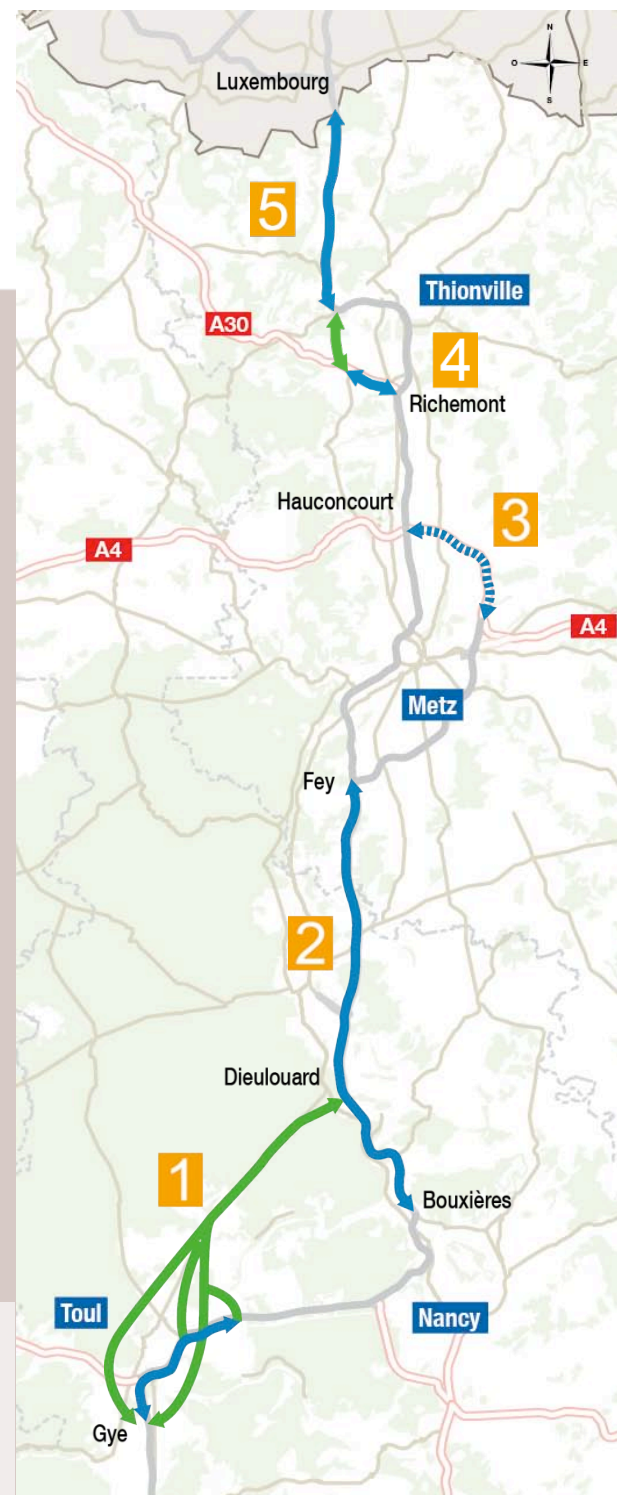 N
O
E
S
Luxembourg
5
Thionville
A30
4
Richemont
Hauconcourt
3
A4
A4
Metz
Fey
2
Dieulouard
1
Bouxières
Toul
Nancy
Gye